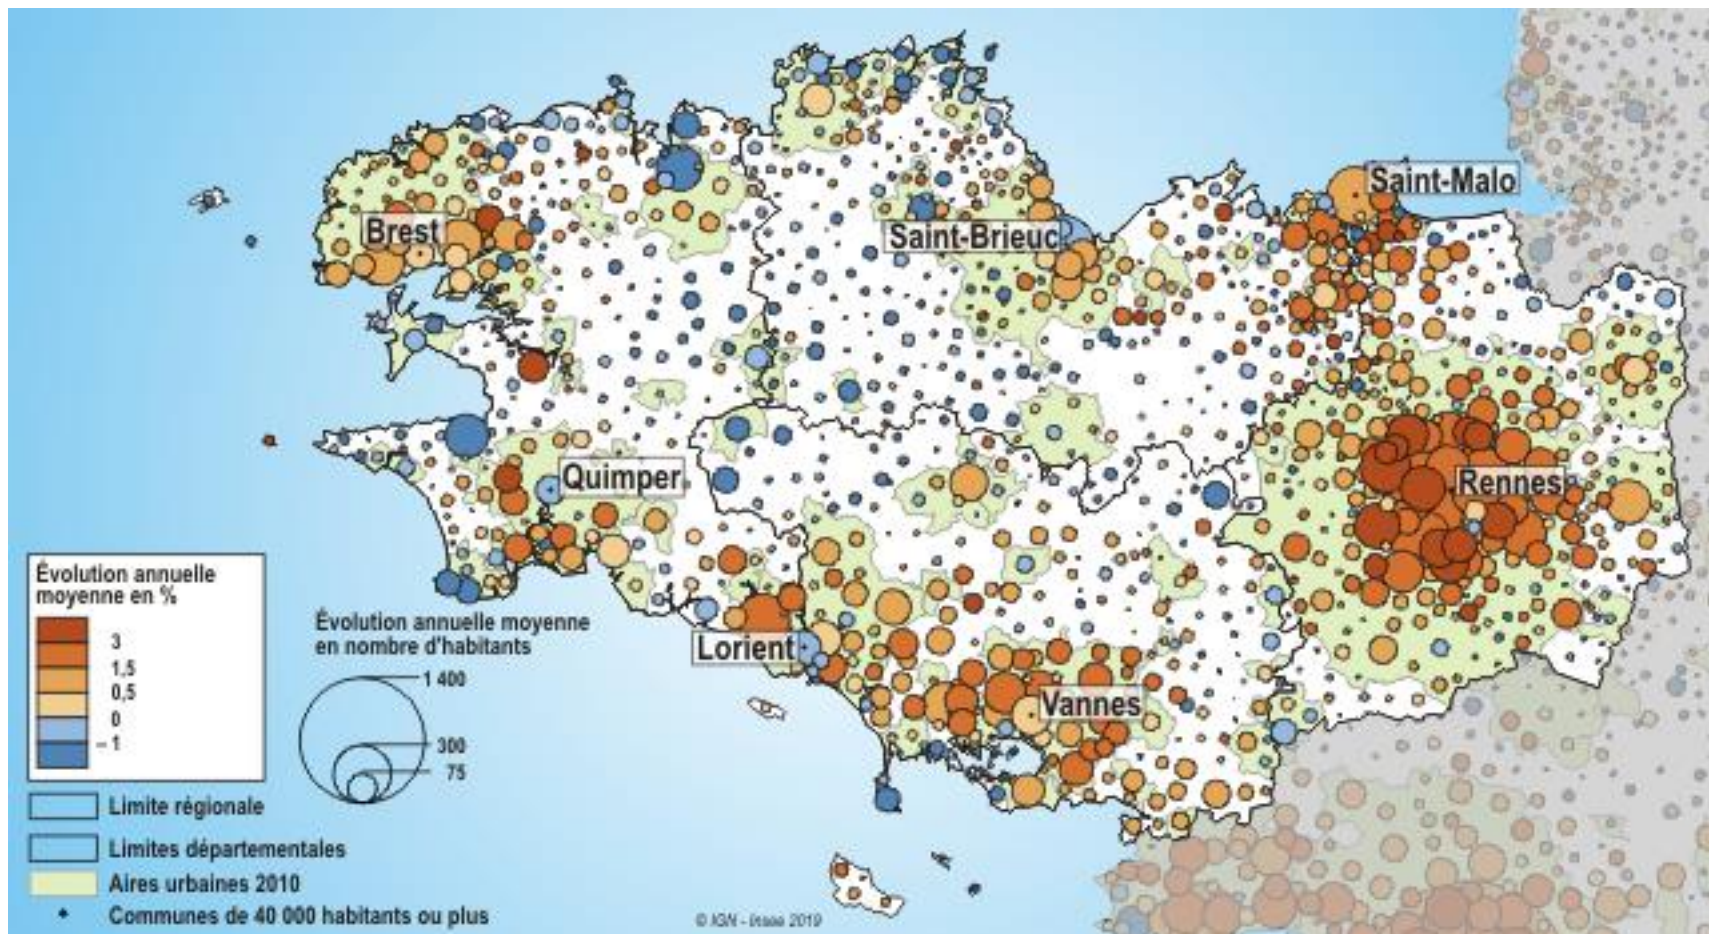 Saint-Malo
Brest
Saint-Brieuc
Quimper
Rennes
Lorient
Vannes
Évolution annuelle
moyenne en %
3
1,5
0,5
0
– 1
Évolution annuelle moyenne
en nombre d'habitants
1 400
300
75
Limite régionale
Limites départementales
Aires urbaines 2010
Communes de 40 000 habitants ou plus
© IGN - Insee 2019